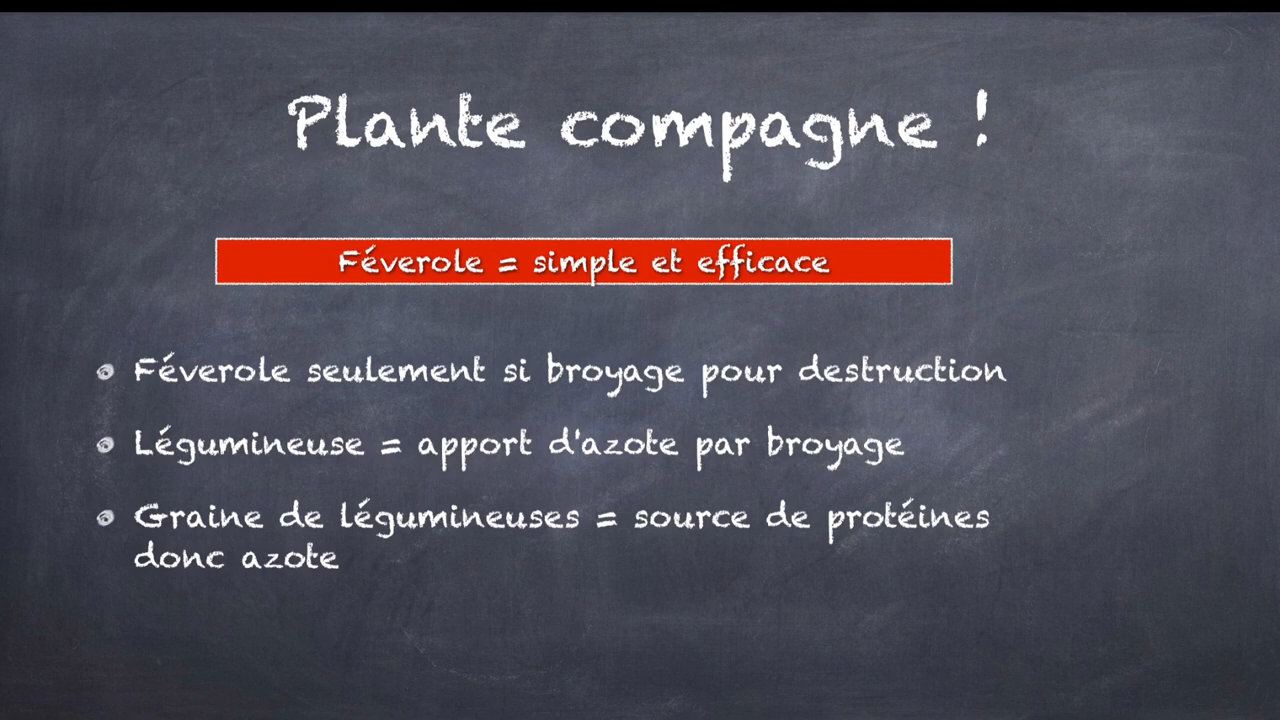 Plante compagne !
Féverole = simple et efficace
Féverole seulement si broyage pour destruction
Légumineuse = apport d'azote par broyage
Graine de légumineuses = source de protéines
donc azote